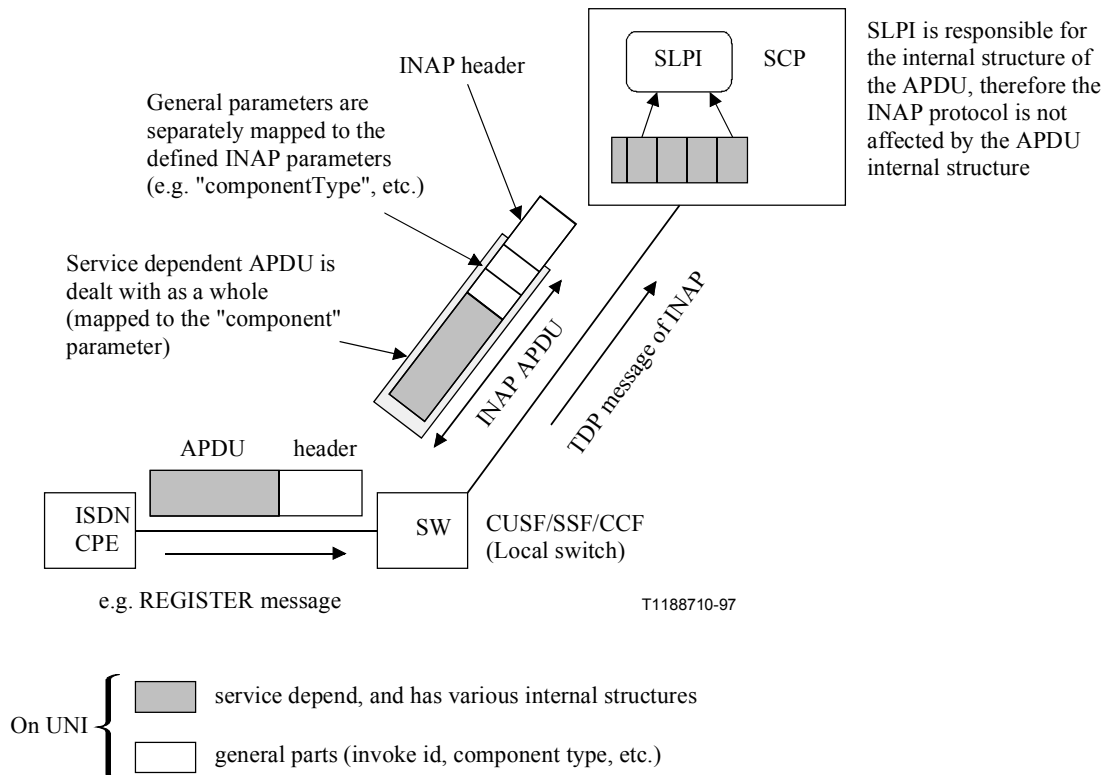 INAP header
General parameters are
separately mapped to the
defined INAP parameters
(e.g. "componentType", etc.)
Service dependent APDU is
dealt with as a whole
(mapped to the "component"
parameter)
SLPI
SCP
SLPI is responsible for
the internal structure of
the APDU, therefore the
INAP protocol is not
affected by the APDU
internal structure
INAP APDU
TDP message of INAP
APDU
header
ISDN
CPE
SW
CUSF/SSF/CCF
(Local switch)
e.g. REGISTER message
T1188710-97
On UNI
service depend, and has various internal structures
general parts (invoke id, component type, etc.)